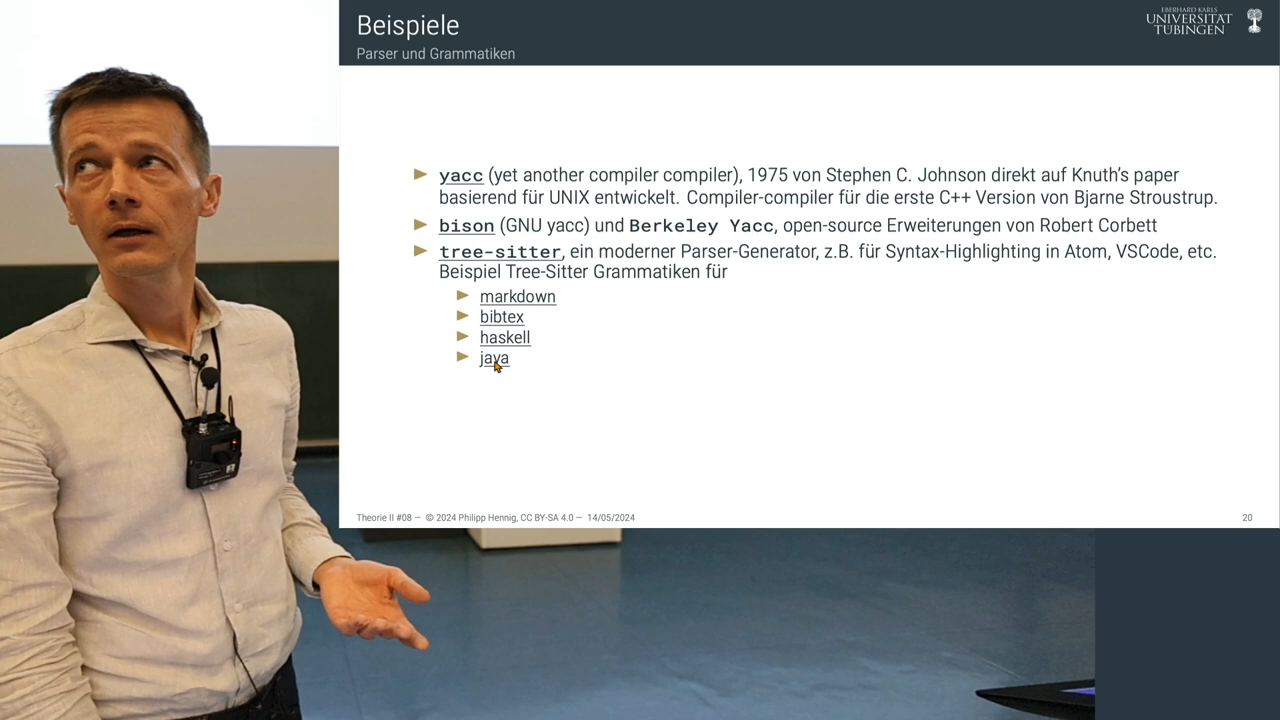 Beispiele
Parser und Grammatiken
EBERHARD KARLS
UNIVERSITÄT
TÜBINGEN
yacc (yet another compiler compiler), 1975 von Stephen C. Johnson direkt auf Knuth's paper
basierend für UNIX entwickelt. Compiler-compiler für die erste C++ Version von Bjarne Stroustrup.
bison (GNU yacc) und Berkeley Yacc, open-source Erweiterungen von Robert Corbett
tree-sitter, ein moderner Parser-Generator, z.B. für Syntax-Highlighting in Atom, VSCode, etc.
Beispiel Tree-Sitter Grammatiken für
markdown
bibtex
haskell
java
Theorie II #08 — © 2024 Philipp Hennig, CC BY-SA 4.0 — 14/05/2024
20